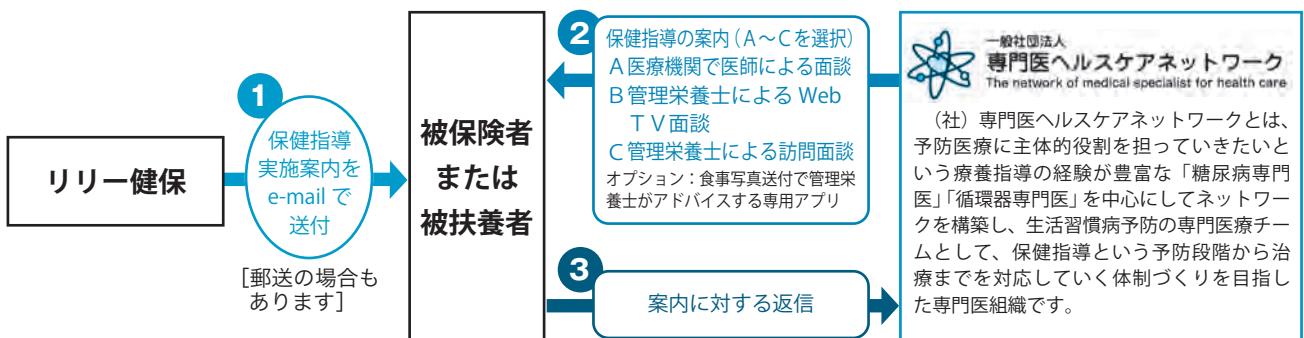 リリー健保
1
保健指導
実施案内を
e-mail で
送付
［郵送の場合も
あります］
被保険者
または
被扶養者
2
保健指導の案内（A～Cを選択）
A 医療機関で医師による面談
B 管理栄養士による Web
ＴＶ面談
C 管理栄養士による訪問面談
オプション：食事写真送付で管理栄
養士がアドバイスする専用アプリ
3
案内に対する返信
一般社団法人
専門医ヘルスケアネットワーク
The network of medical specialist for health care
（社）専門医ヘルスケアネットワークとは、
予防医療に主体的役割を担っていきたいと
いう療養指導の経験が豊富な「糖尿病専門
医」「循環器専門医」を中心にしてネットワー
クを構築し、生活習慣病予防の専門医療チー
ムとして、保健指導という予防段階から治
療までを対応していく体制づくりを目指し
た専門医組織です。